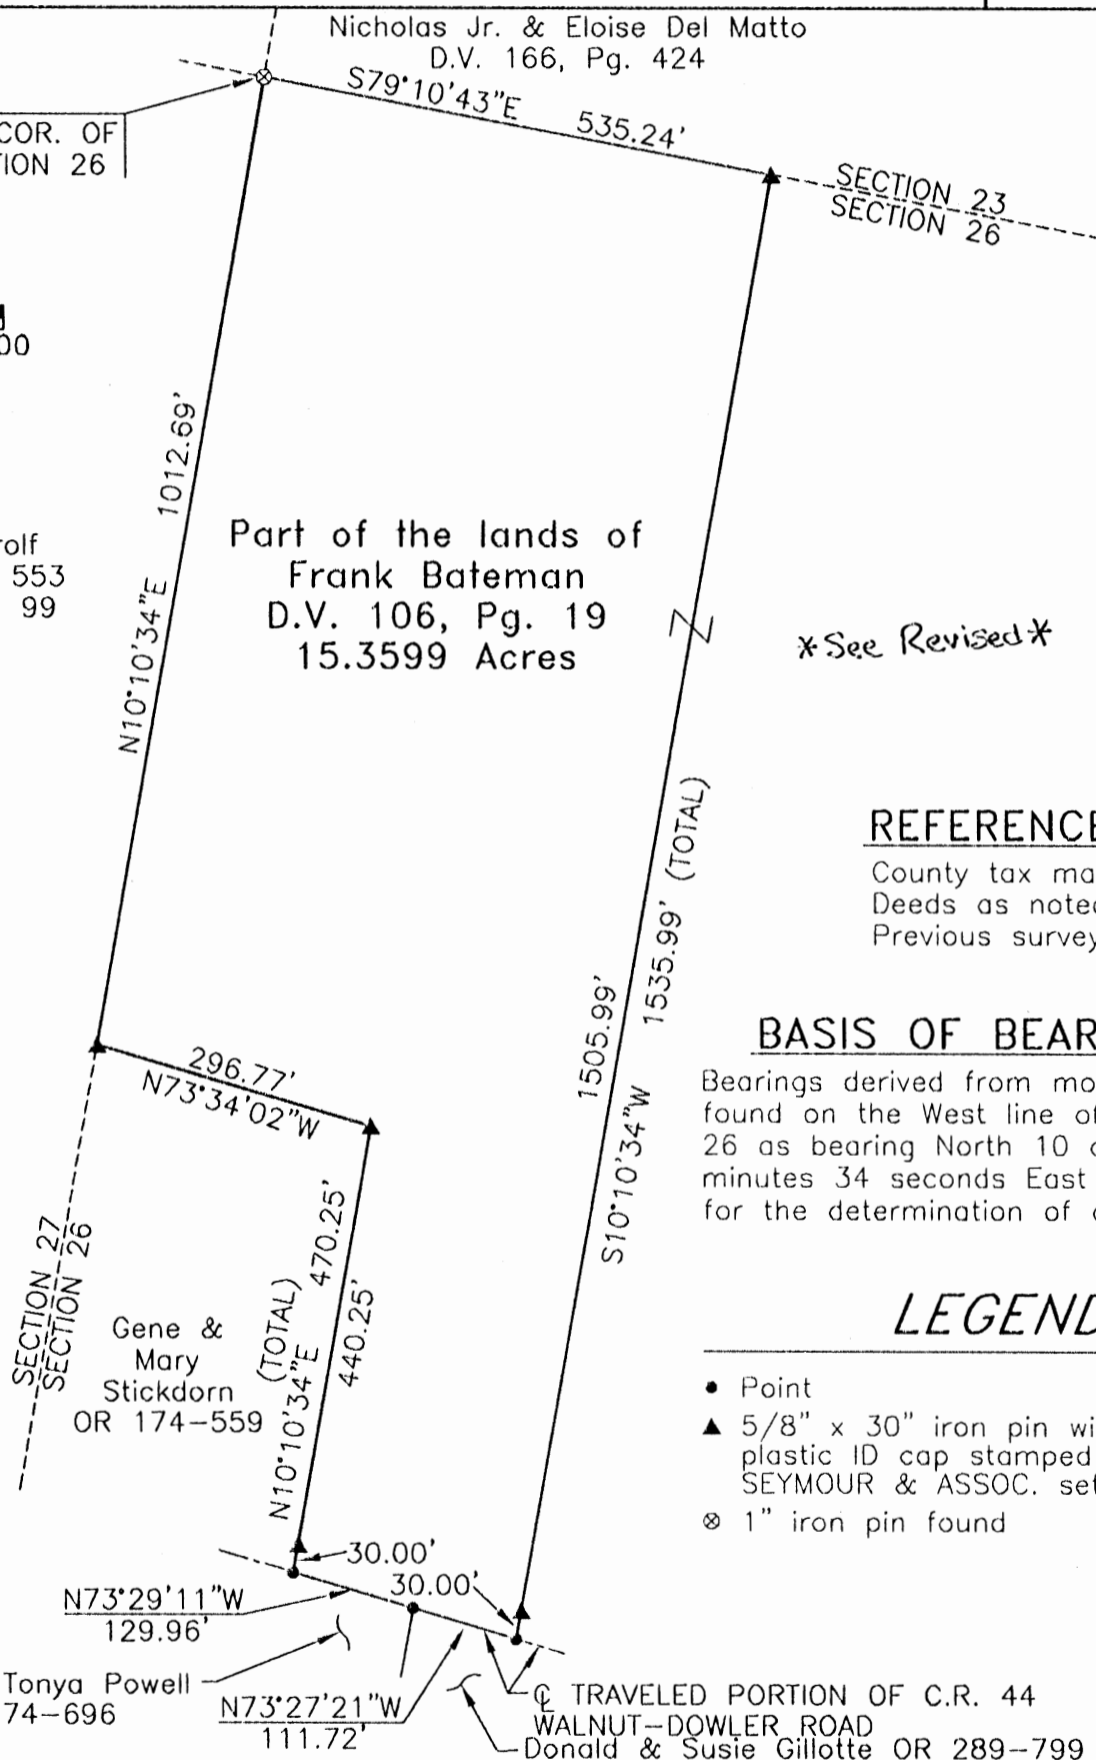 Nicholas Jr. & Eloise Del Matto
D.V. 166, Pg. 424
S79°10'43"E 535.24'
COR. OF
26
SECTION 23
SECTION 26
00
N10°10'34"E 1012.69'
553
99
Part of the lands of
Frank Bateman
D.V. 106, Pg. 19
15.3599 Acres
*See Revised*
S10°10'34"W 1535.99' (TOTAL)
1505.99'
REFERENCE
County tax ma
Deeds as note
Previous survey
BASIS OF BEAR
Bearings derived from mo
found on the West line of
26 as bearing North 10
minutes 34 seconds East
for the determination of
296.77'
N73°34'02"W
SECTION 27
SECTION 26
Gene &
Mary
Stickdorn
OR 174-559
N10°10'34"E 470.25'
(TOTAL)
440.25'
LEGEND
Point
5/8" x 30" iron pin wi
plastic ID cap stamped
SEYMOUR & ASSOC. set
1" iron pin found
30.00'
30.00'
N73°29'11"W
129.96'
Tonya Powell
74-696
N73°27'21"W
111.72'
℄ TRAVELED PORTION OF C.R. 44
WALNUT-DOWLER ROAD
Donald & Susie Gillotte OR 289-799